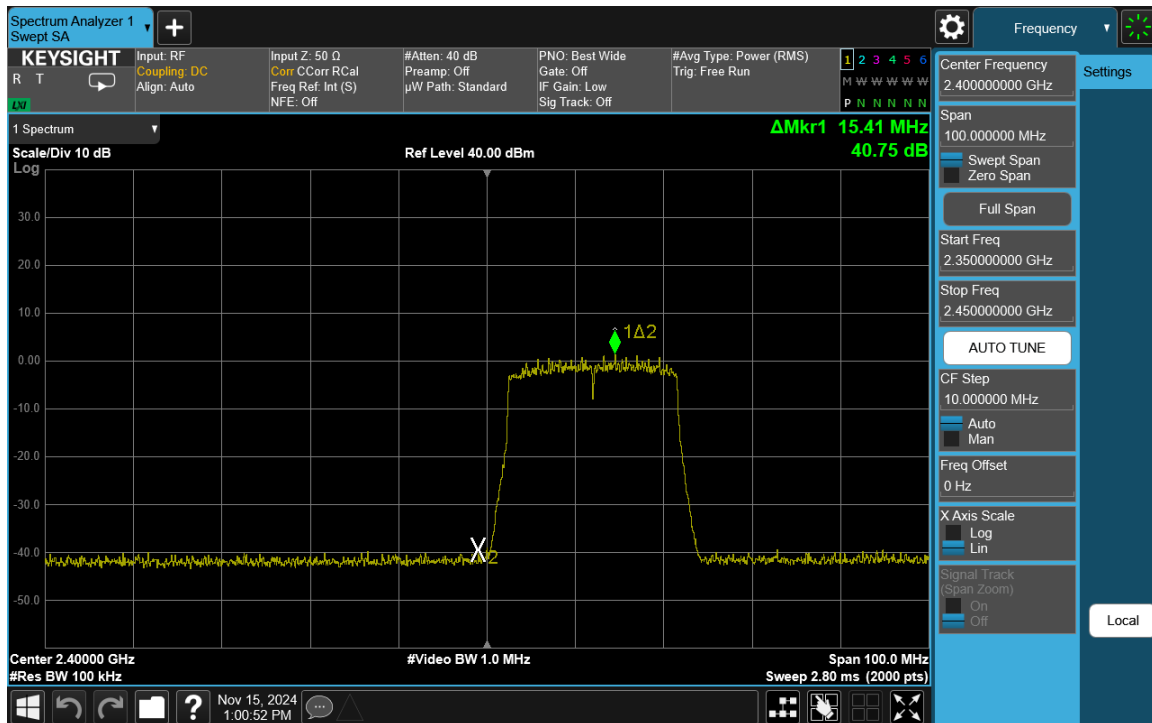 Spectrum Analyzer 1
Swept SA
Frequency
KEYSIGHT
R T
LXI
Input: RF
Coupling: DC
Align: Auto
Input Z: 50 Ω
Corr CCorr RCal
Freq Ref: Int (S)
NFE: Off
#Atten: 40 dB
Preamp: Off
µW Path: Standard
PNO: Best Wide
Gate: Off
IF Gain: Low
Sig Track: Off
#Avg Type: Power (RMS)
Trig: Free Run
1 2 3 4 5 6
M W W W W W
P N N N N N
1 Spectrum
Scale/Div 10 dB
Log
Ref Level 40.00 dBm
ΔMkr1 15.41 MHz
40.75 dB
30.0
20.0
10.0
0.00
-10.0
-20.0
-30.0
-40.0
-50.0
1Δ2
X2
Center 2.40000 GHz
#Res BW 100 kHz
#Video BW 1.0 MHz
Span 100.0 MHz
Sweep 2.80 ms (2000 pts)
Center Frequency
2.400000000 GHz
Span
100.000000 MHz
Swept Span
Zero Span
Full Span
Start Freq
2.350000000 GHz
Stop Freq
2.450000000 GHz
AUTO TUNE
CF Step
10.000000 MHz
Auto
Man
Freq Offset
0 Hz
X Axis Scale
Log
Lin
Signal Track
(Span Zoom)
On
Off
Settings
Local
?
Nov 15, 2024
1:00:52 PM